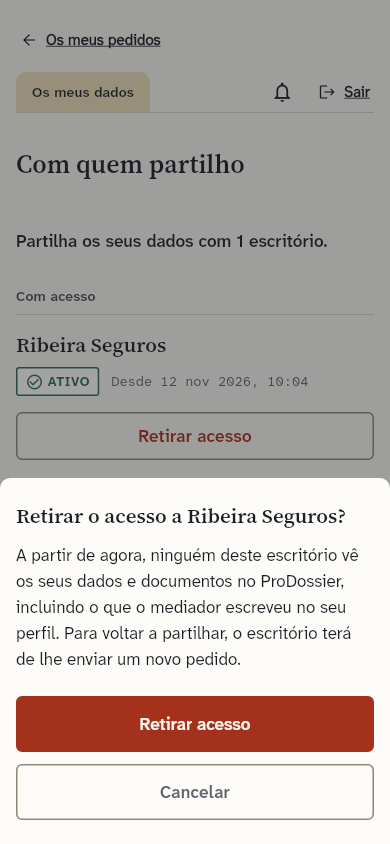 Os meus pedidos
Os meus dados
Sair
Com quem partilho
Partilha os seus dados com 1 escritório.
Com acesso
Ribeira Seguros
ATIVO Desde 12 nov 2026, 10:04
Retirar acesso
Retirar o acesso a Ribeira Seguros?
A partir de agora, ninguém deste escritório vê
os seus dados e documentos no ProDossier,
incluindo o que o mediador escreveu no seu
perfil. Para voltar a partilhar, o escritório terá
de lhe enviar um novo pedido.
Retirar acesso
Cancelar